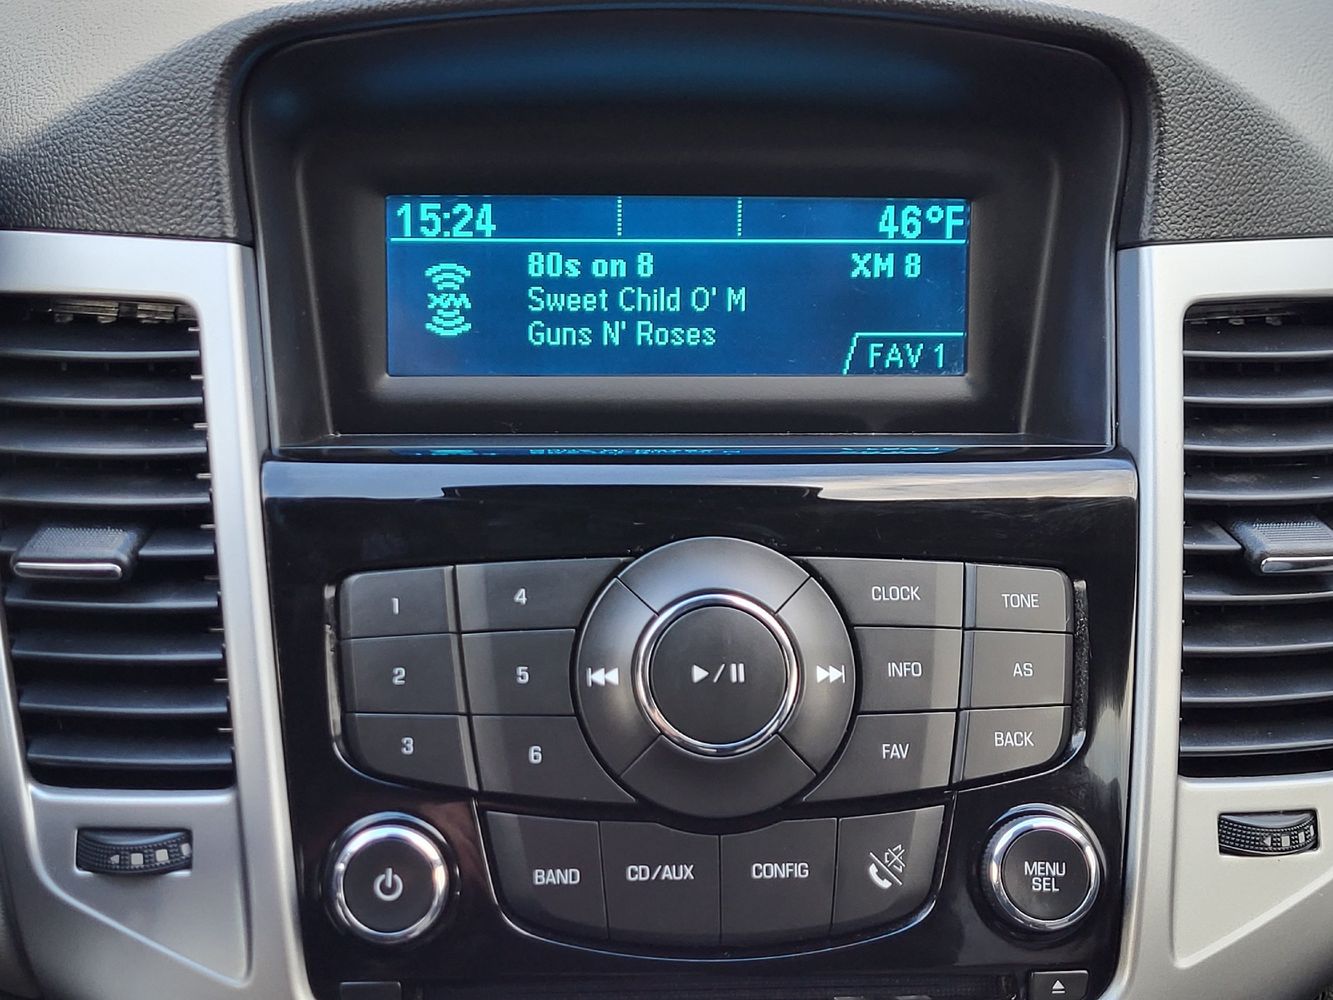 15:24 46°F
80s on 8 XM 8
XM
Sweet Child O' M
Guns N' Roses
FAV 1
1 4 CLOCK TONE
2 5 INFO AS
3 6 FAV BACK
BAND CD/AUX CONFIG
MENU
SEL